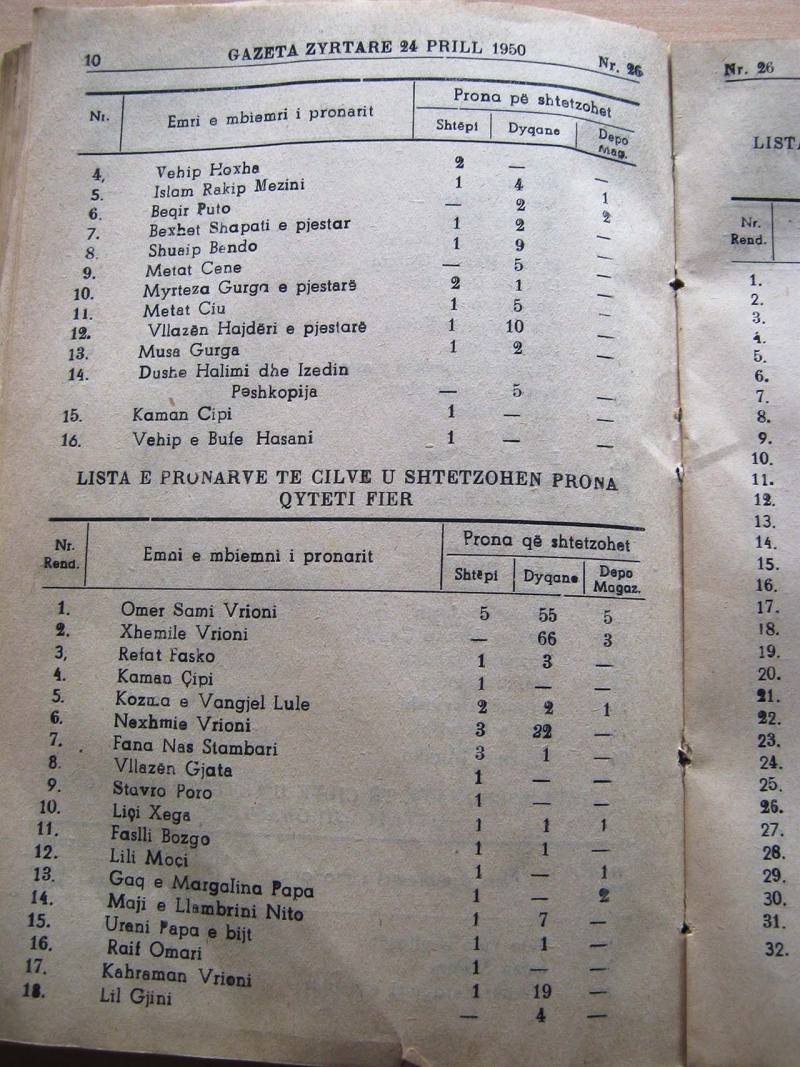 10 GAZETA ZYRTARE 24 PRILL 1950 Nr. 26
Nr. Emri e mbiemri i pronarit Prona pë shtetzohet
Shtëpi Dyqane Depo Mag.
4, Vehip Hoxha 2 — —
5. Islam Rakip Mezini 1 4 1
6. Beqir Puto — 2 2
7. Bexhet Shapati e pjestar 1 2 —
8. Shuaip Bendo 1 9 —
9. Metat Cene — 5 —
10. Myrteza Gurga e pjestarë 2 1 —
11. Metat Ciu 1 5 —
12. Vllazën Hajdëri e pjestarë 1 10 —
13. Musa Gurga 1 2 —
14. Dushe Halimi dhe Izedin
Peshkopija — 5 —
15. Kaman Cipi 1 — —
16. Vehip e Bufe Hasani 1 — —
LISTA E PRONARVE TE CILVE U SHTETZOHEN PRONA
QYTETI FIER
Nr. Rend. Emni e mbiemni i pronarit Prona që shtetzohet
Shtëpi Dyqane Depo Magaz.
1. Omer Sami Vrioni 5 55 5
2. Xhemile Vrioni — 66 3
3, Refat Fasko 1 3 —
4. Kaman Çipi 1 — —
5. Kozma e Vangjel Lule 2 2 1
6. Nexhmie Vrioni 3 22 —
7. Fana Nas Stambari 3 1 —
8. Vllazën Gjata 1 — —
9. Stavro Poro 1 — —
10. Liçi Xega 1 1 1
11. Faslli Bozgo 1 1 —
12. Lili Moçi 1 — 1
13. Gaq e Margalina Papa 1 — 2
14. Maji e Llambrini Nito 1 7 —
15. Urani Papa e bijt 1 1 —
16. Raif Omari 1 — —
17. Kahraman Vrioni 1 19 —
18. Lil Gjini — 4 —
Nr. 26
Nr.
Rend.
1.
2.
3.
4.
5.
6.
7.
8.
9.
10.
11.
12.
13.
14.
15.
16.
17.
18.
19.
20.
21.
22.
23.
24.
25.
26.
27.
28.
29.
30.
31.
32.